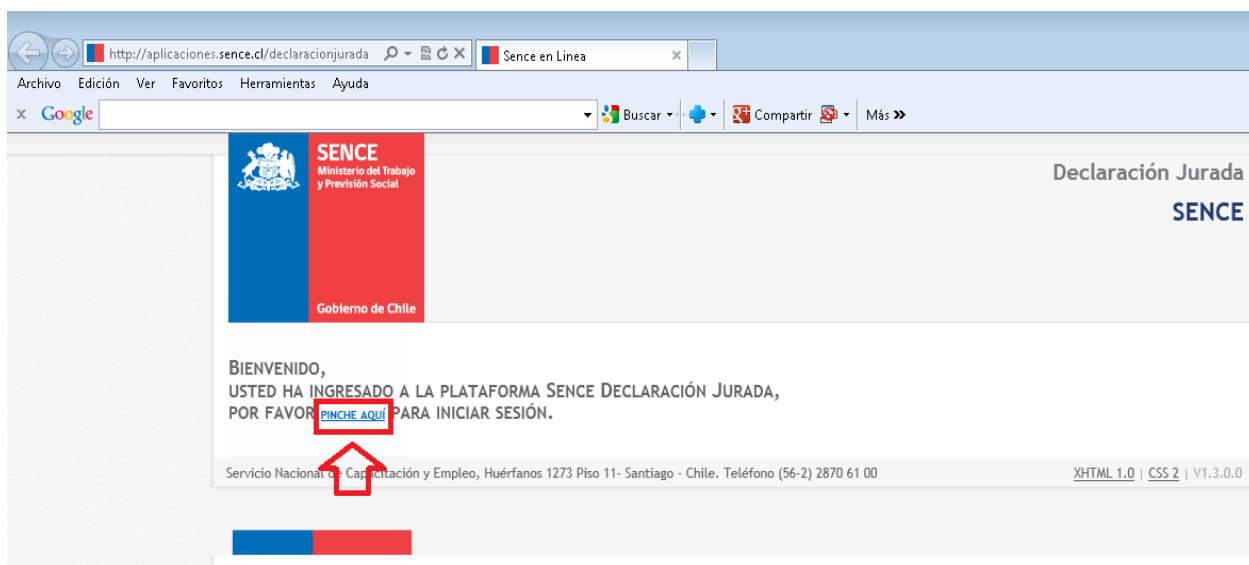 http://aplicaciones.sence.cl/declaracionjurada
Sence en Linea
Archivo Edición Ver Favoritos Herramientas Ayuda
x Google Buscar Compartir Más »
SENCE
Ministerio del Trabajo
y Previsión Social
Gobierno de Chile
Declaración Jurada
SENCE
BIENVENIDO,
USTED HA INGRESADO A LA PLATAFORMA SENCE DECLARACIÓN JURADA,
POR FAVOR PINCHE AQUÍ PARA INICIAR SESIÓN.
Servicio Nacional de Capacitación y Empleo, Huérfanos 1273 Piso 11- Santiago - Chile. Teléfono (56-2) 2870 61 00
XHTML 1.0 | CSS 2 | V1.3.0.0